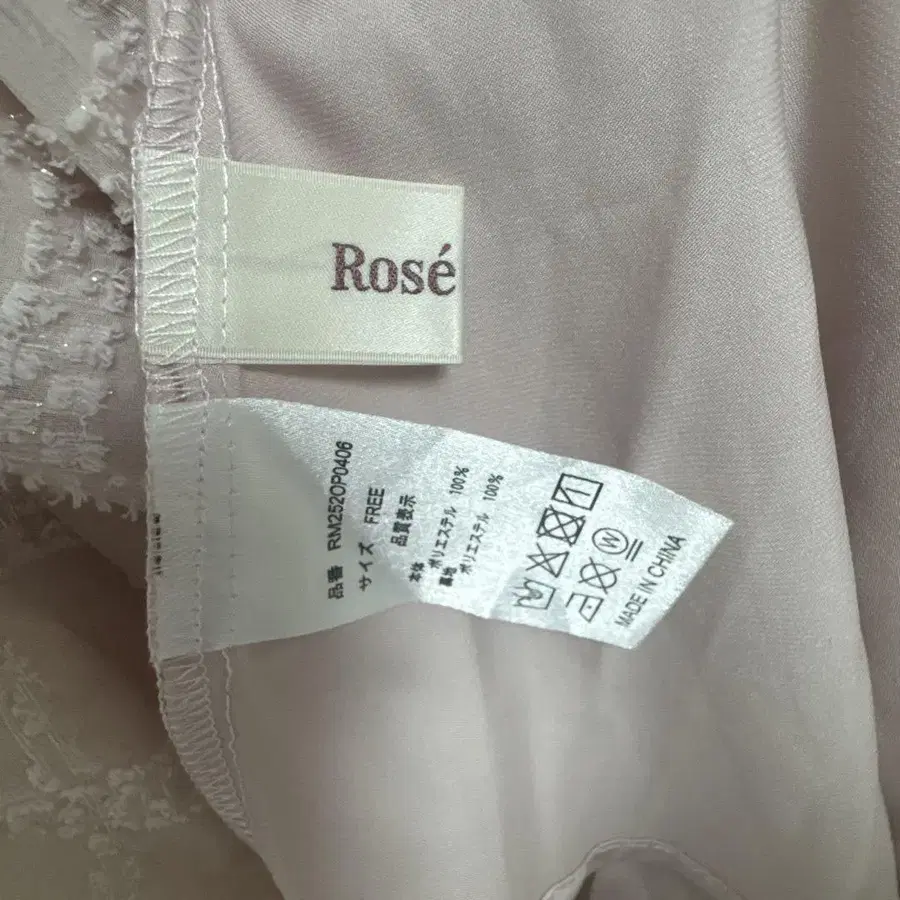 Rosé
品番 RM252OP0406
サイズ FREE
品質表示
本体
ポリエステル 100%
裏地
ポリエステル 100%
W
MADE IN CHINA